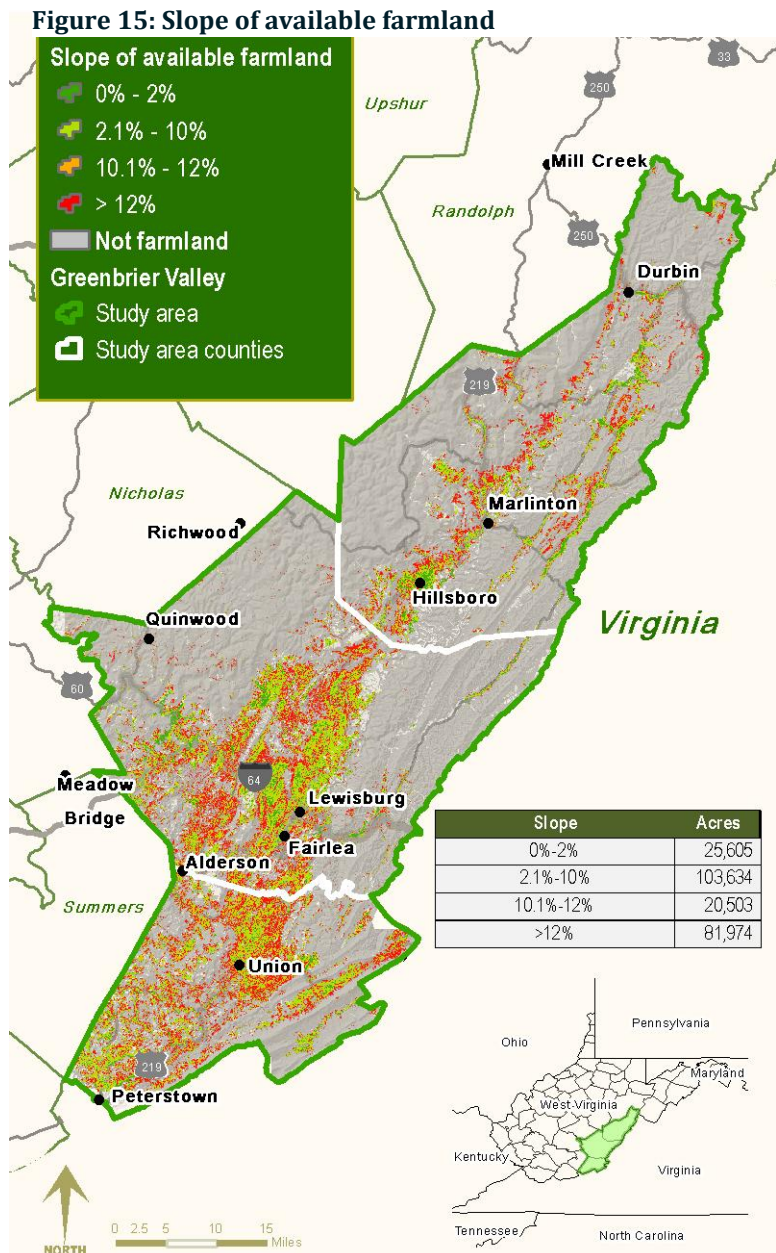 Figure 15: Slope of available farmland
Slope of available farmland
0% - 2%
2.1% - 10%
10.1% - 12%
> 12%
Not farmland
Greenbrier Valley
Study area
Study area counties
33
250
Upshur
Mill Creek
Randolph
250
Durbin
219
Nicholas
Richwood
Marlinton
Hillsboro
Quinwood
Virginia
60
64
Meadow
Bridge
Lewisburg
Fairlea
Alderson
Summers
Slope Acres
0%-2% 25,605
2.1%-10% 103,634
10.1%-12% 20,503
>12% 81,974
Union
219
Peterstown
Ohio
Pennsylvania
Maryland
West-Virginia
Kentucky
Virginia
Tennessee
North Carolina
NORTH
0 2.5 5 10 15
Miles